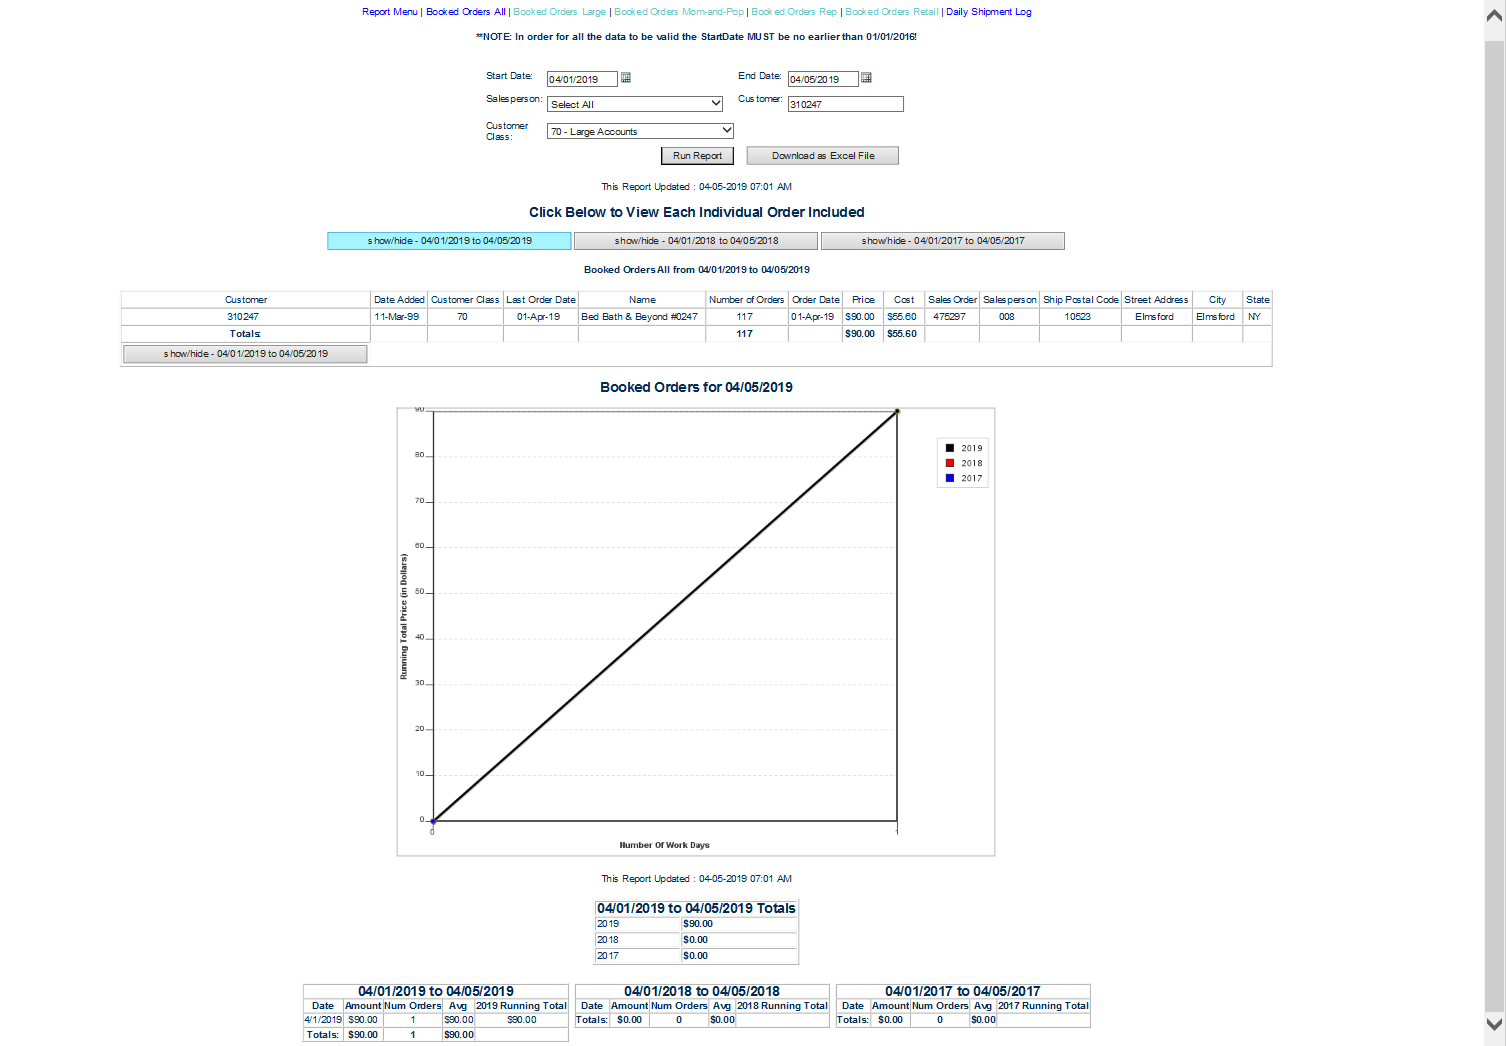 Report Menu | Booked Orders All | Booked Orders Large | Booked Orders Mom-and-Pop | Booked Orders Rep | Booked Orders Retail | Daily Shipment Log
**NOTE: In order for all the data to be valid the StartDate MUST be no earlier than 01/01/2016!
Start Date: 04/01/2019 End Date: 04/05/2019
Salesperson: Select All Customer: 310247
Customer Class: 70 - Large Accounts
Run Report Download as Excel File
This Report Updated : 04-05-2019 07:01 AM
Click Below to View Each Individual Order Included
show/hide - 04/01/2019 to 04/05/2019 show/hide - 04/01/2018 to 04/05/2018 show/hide - 04/01/2017 to 04/05/2017
Booked Orders All from 04/01/2019 to 04/05/2019
Customer Date Added Customer Class Last Order Date Name Number of Orders Order Date Price Cost Sales Order Salesperson Ship Postal Code Street Address City State
310247 11-Mar-99 70 01-Apr-19 Bed Bath & Beyond #0247 117 01-Apr-19 $90.00 $55.60 475297 008 10523 Elmsford Elmsford NY
Totals: 117 $90.00 $55.60
show/hide - 04/01/2019 to 04/05/2019
Booked Orders for 04/05/2019
90
80
70
60
50
40
30
20
10
0
0 1
Running Total Price (in Dollars)
Number Of Work Days
2019
2018
2017
This Report Updated : 04-05-2019 07:01 AM
04/01/2019 to 04/05/2019 Totals
2019 $90.00
2018 $0.00
2017 $0.00
04/01/2019 to 04/05/2019
Date Amount Num Orders Avg 2019 Running Total
4/1/2019 $90.00 1 $90.00 $90.00
Totals: $90.00 1 $90.00
04/01/2018 to 04/05/2018
Date Amount Num Orders Avg 2018 Running Total
Totals: $0.00 0 $0.00
04/01/2017 to 04/05/2017
Date Amount Num Orders Avg 2017 Running Total
Totals: $0.00 0 $0.00